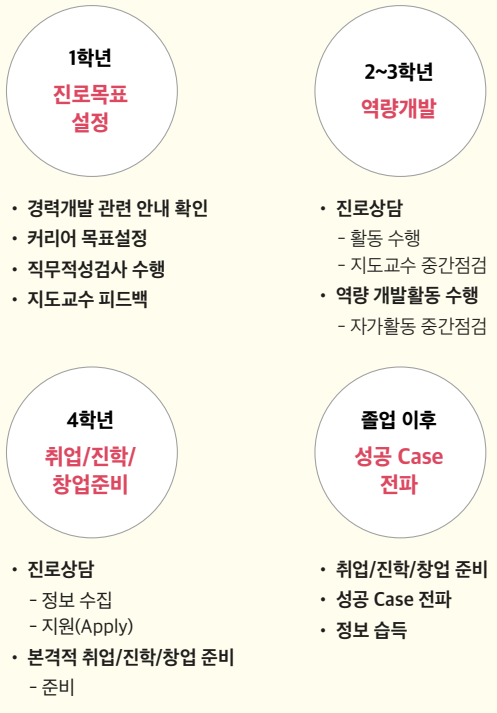 1학년
진로목표
설정
• 경력개발 관련 안내 확인
• 커리어 목표설정
• 직무적성검사 수행
• 지도교수 피드백
2~3학년
역량개발
• 진로상담
- 활동 수행
- 지도교수 중간점검
• 역량 개발활동 수행
- 자가활동 중간점검
4학년
취업/진학/
창업준비
• 진로상담
- 정보 수집
- 지원(Apply)
• 본격적 취업/진학/창업 준비
- 준비
졸업 이후
성공 Case
전파
• 취업/진학/창업 준비
• 성공 Case 전파
• 정보 습득